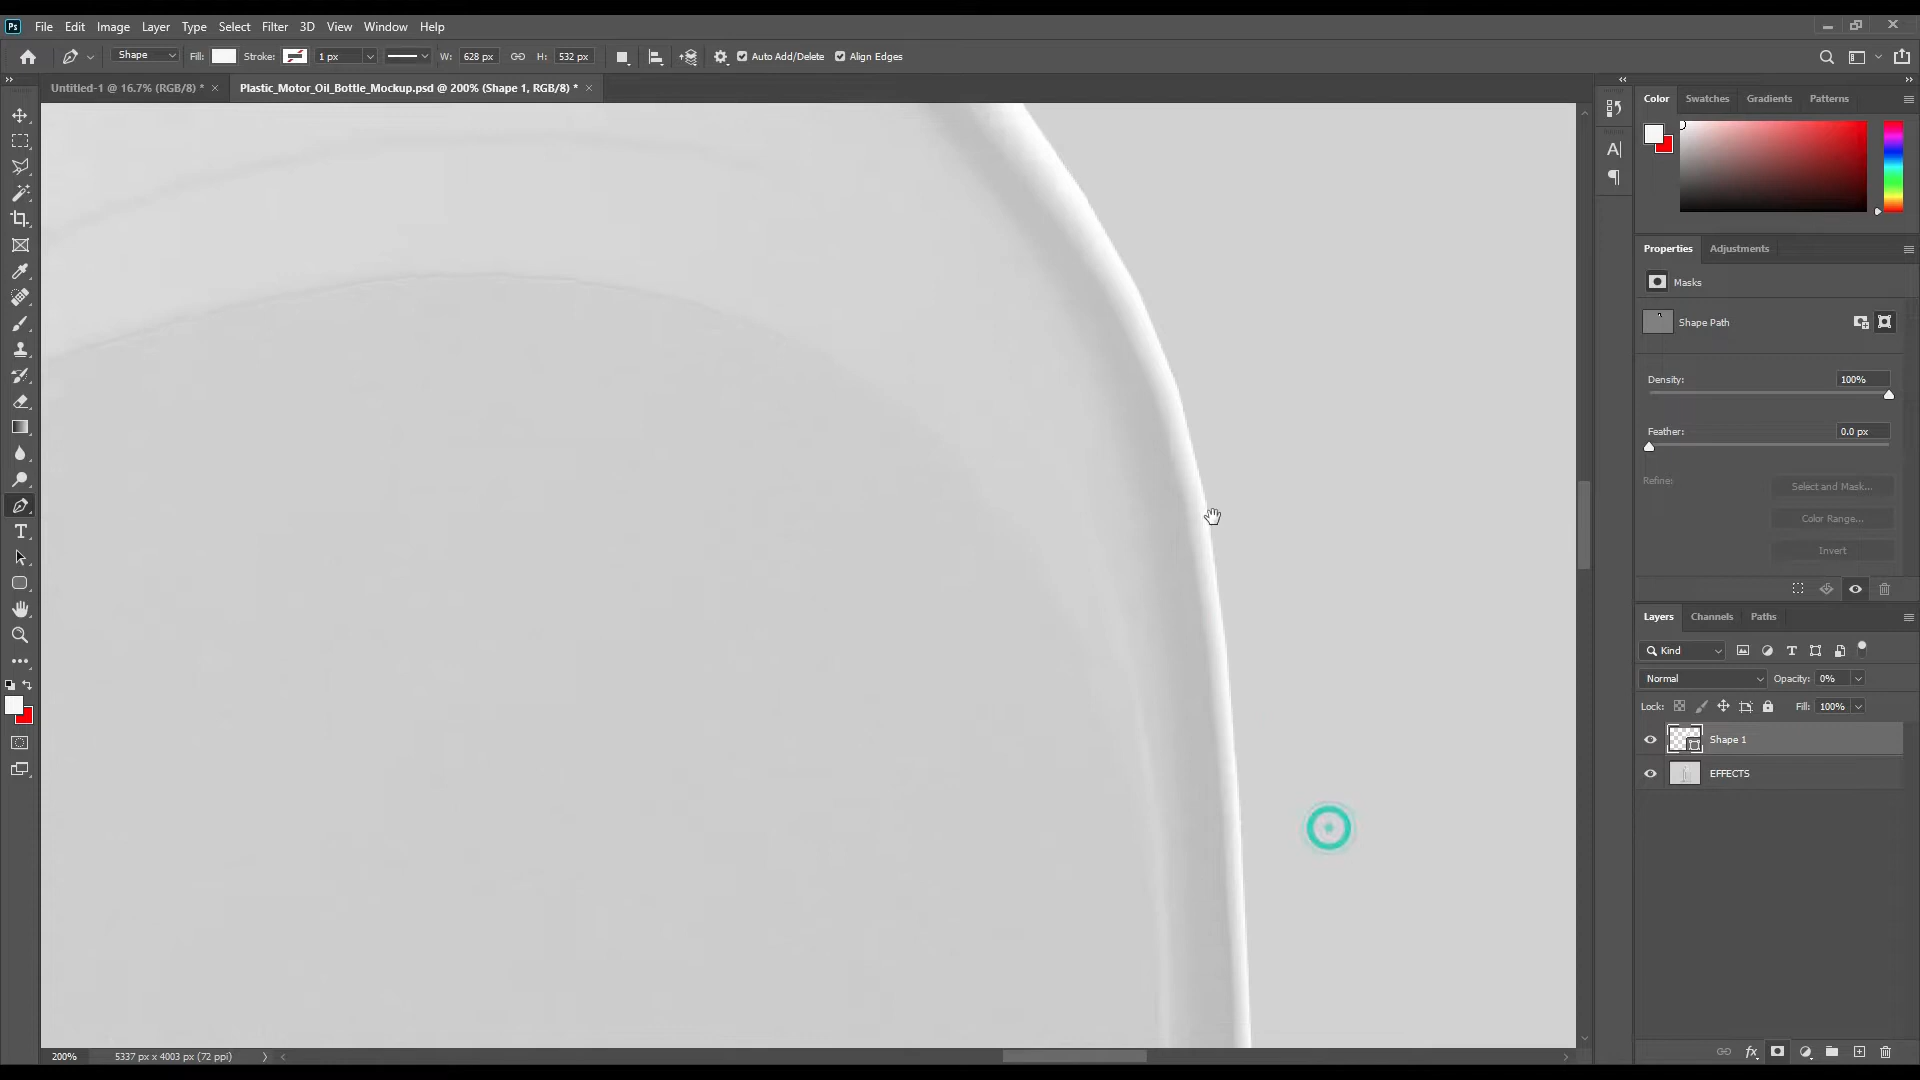 Ps File Edit Image Layer Type Select Filter 3D View Window Help
Shape Fill: Stroke: 1 px W: 628 px H: 532 px Auto Add/Delete Align Edges
Untitled-1 @ 16.7% (RGB/8) * × Plastic_Motor_Oil_Bottle_Mockup.psd @ 200% (Shape 1, RGB/8) * ×
Color Swatches Gradients Patterns
Properties Adjustments
Masks
Shape Path
Density: 100%
Feather: 0.0 px
Refine: Select and Mask...
Color Range...
Invert
Layers Channels Paths
Kind
Normal Opacity: 0%
Lock: Fill: 100%
Shape 1
EFFECTS
200% 5337 px x 4003 px (72 ppi)